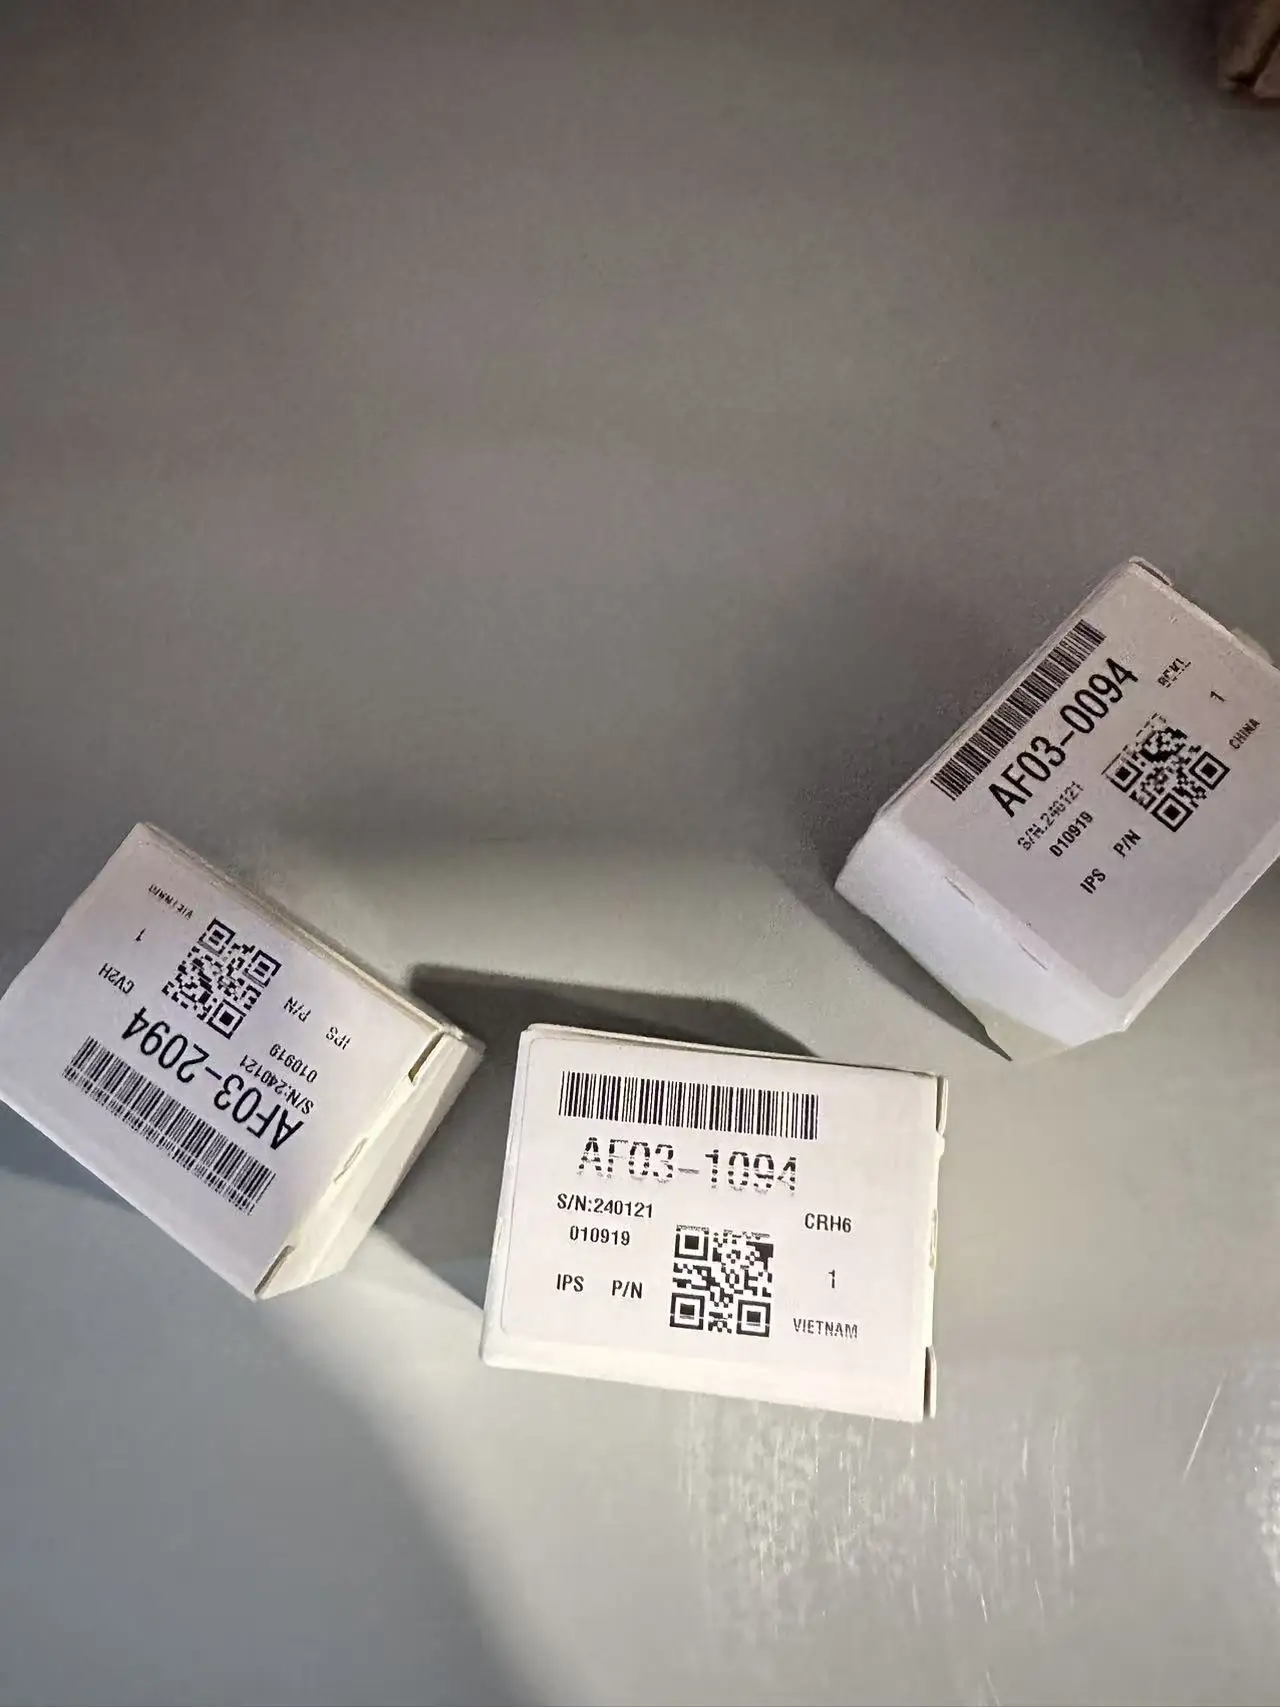 AF03-2094
S/N:240121
CV2H
010919
1
IPS P/N
VIETNAM
AF03-1094
S/N:240121
CRH6
010919
1
IPS P/N
VIETNAM
AF03-0094
S/N:240121
010919
1
IPS P/N
CHINA